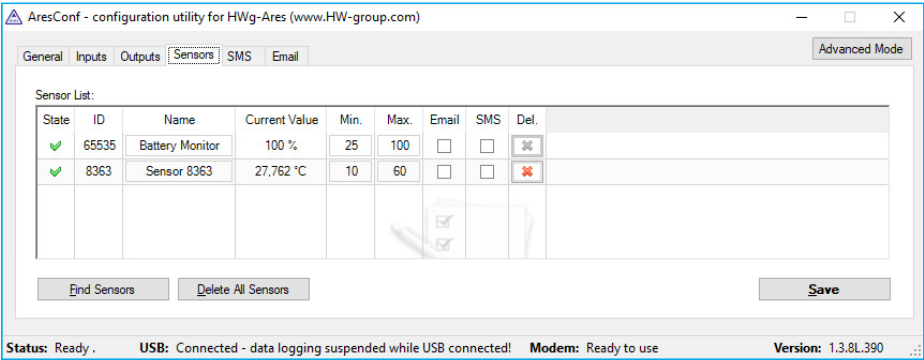 AresConf - configuration utility for HWg-Ares (www.HW-group.com)
Advanced Mode
General Inputs Outputs Sensors SMS Email
Sensor List:
State ID Name Current Value Min. Max. Email SMS Del.
65535 Battery Monitor 100 % 25 100
8363 Sensor 8363 27,762 °C 10 60
Find Sensors Delete All Sensors Save
Status: Ready . USB: Connected - data logging suspended while USB connected! Modem: Ready to use Version: 1.3.8L.390